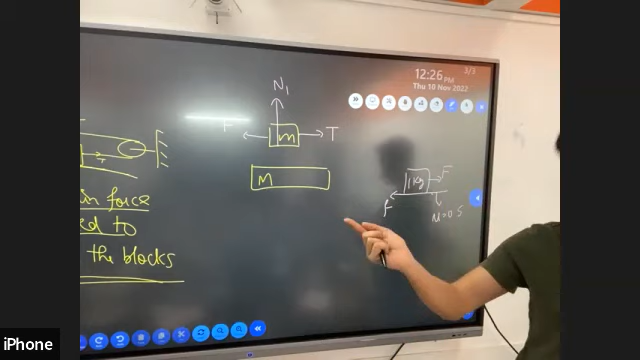 12:26 PM
3/3
Thu 10 Nov 2022
N1
m
T
M
1kg
F
f
μ=0.5
in force
ed to
the blocks
iPhone